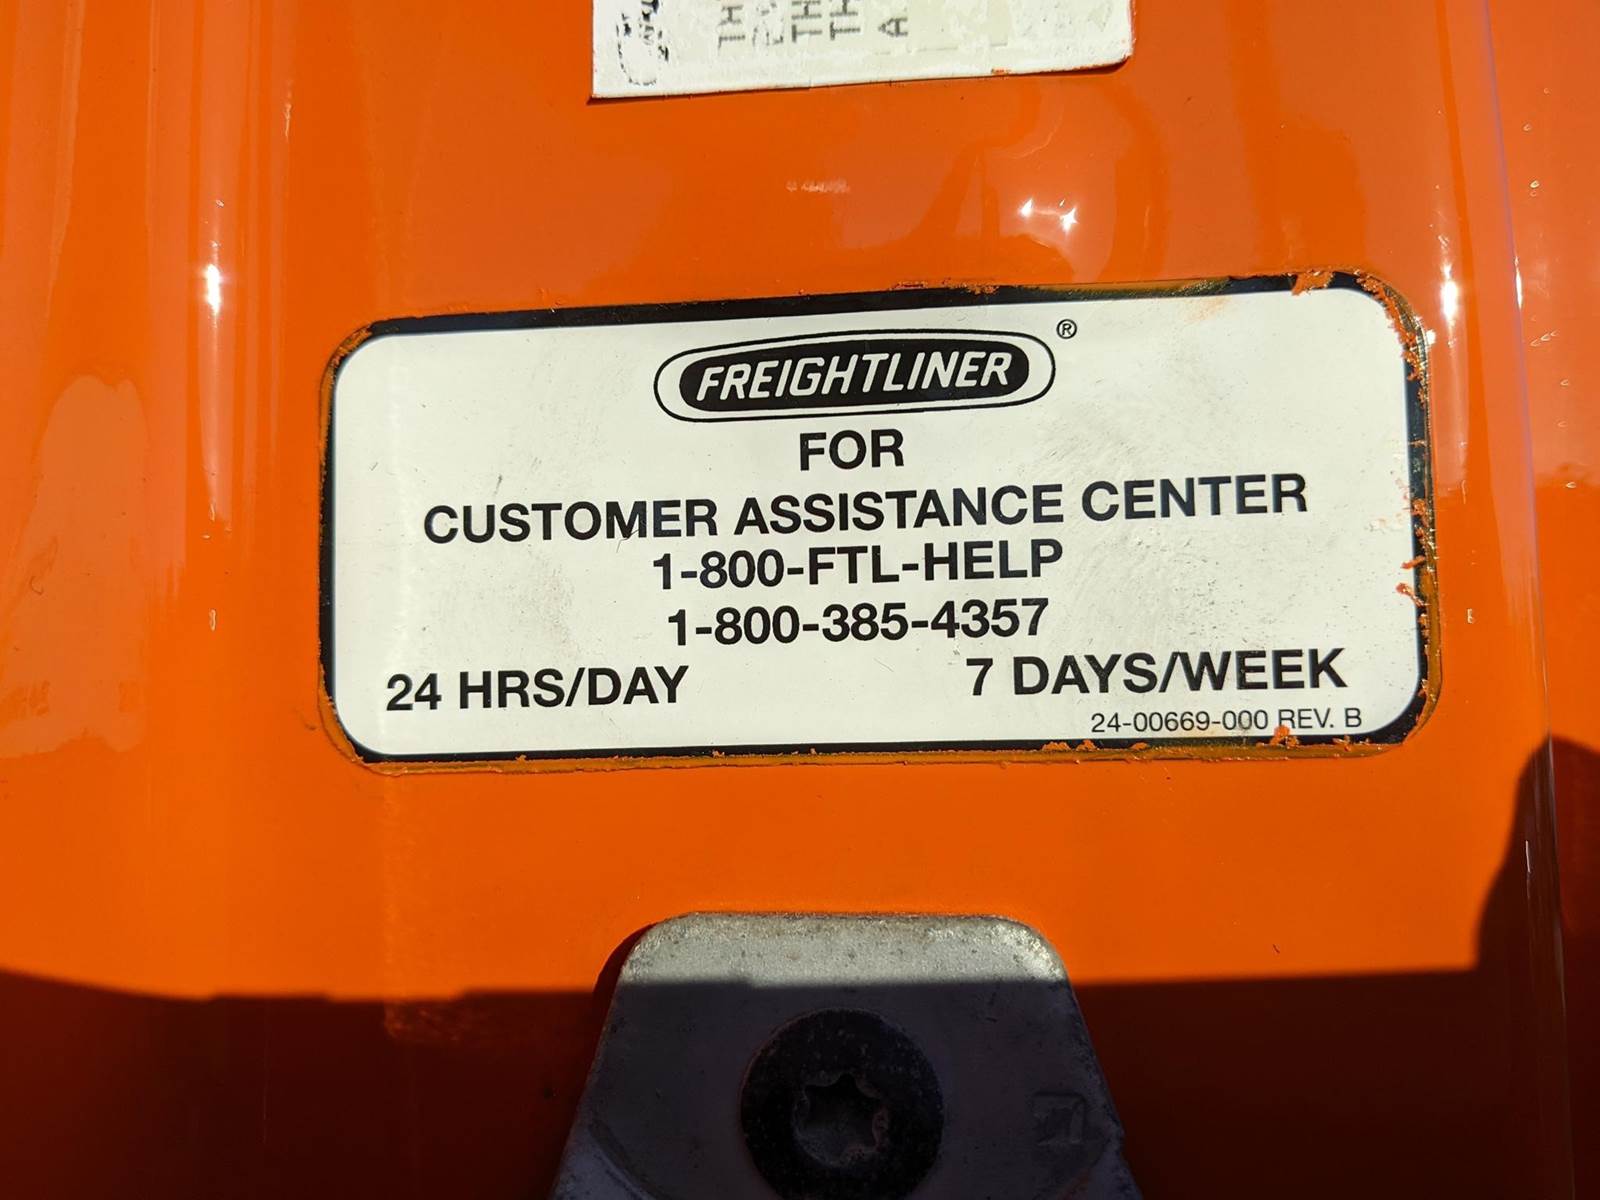 FREIGHTLINER®
FOR
CUSTOMER ASSISTANCE CENTER
1-800-FTL-HELP
1-800-385-4357
24 HRS/DAY 7 DAYS/WEEK
24-00669-000 REV. B